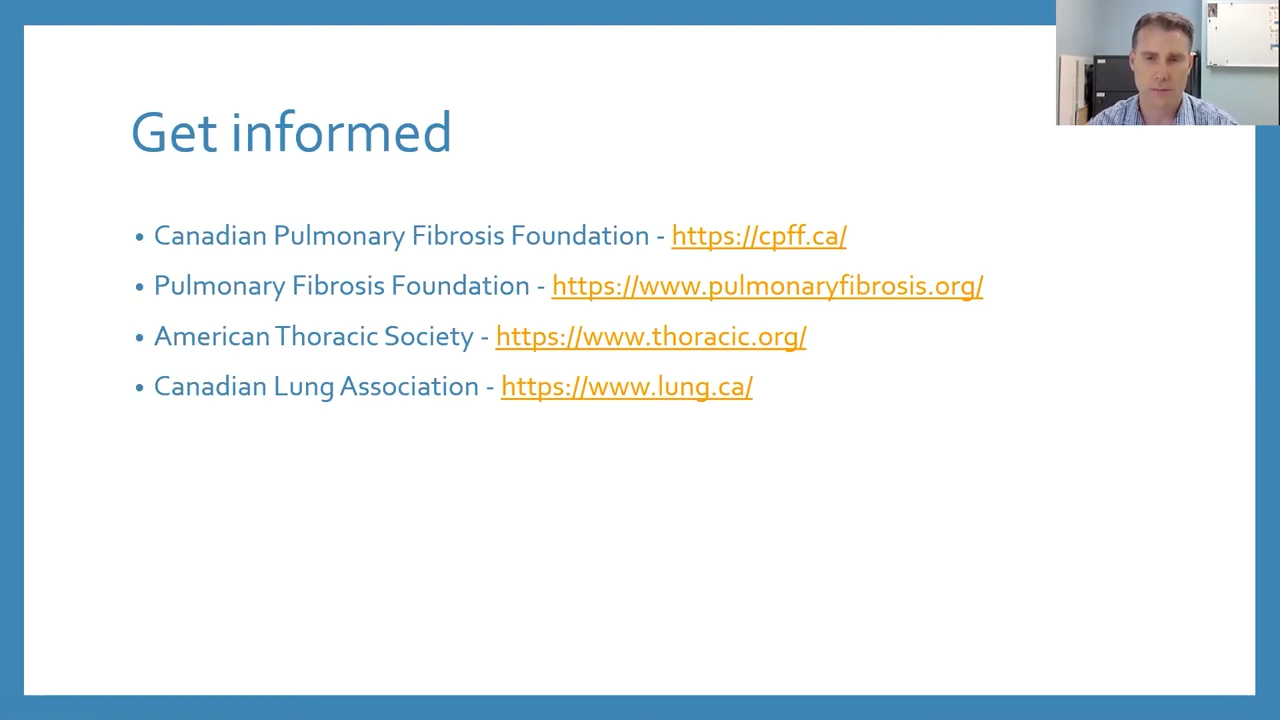 Get informed
• Canadian Pulmonary Fibrosis Foundation - https://cpff.ca/
• Pulmonary Fibrosis Foundation - https://www.pulmonaryfibrosis.org/
• American Thoracic Society - https://www.thoracic.org/
• Canadian Lung Association - https://www.lung.ca/